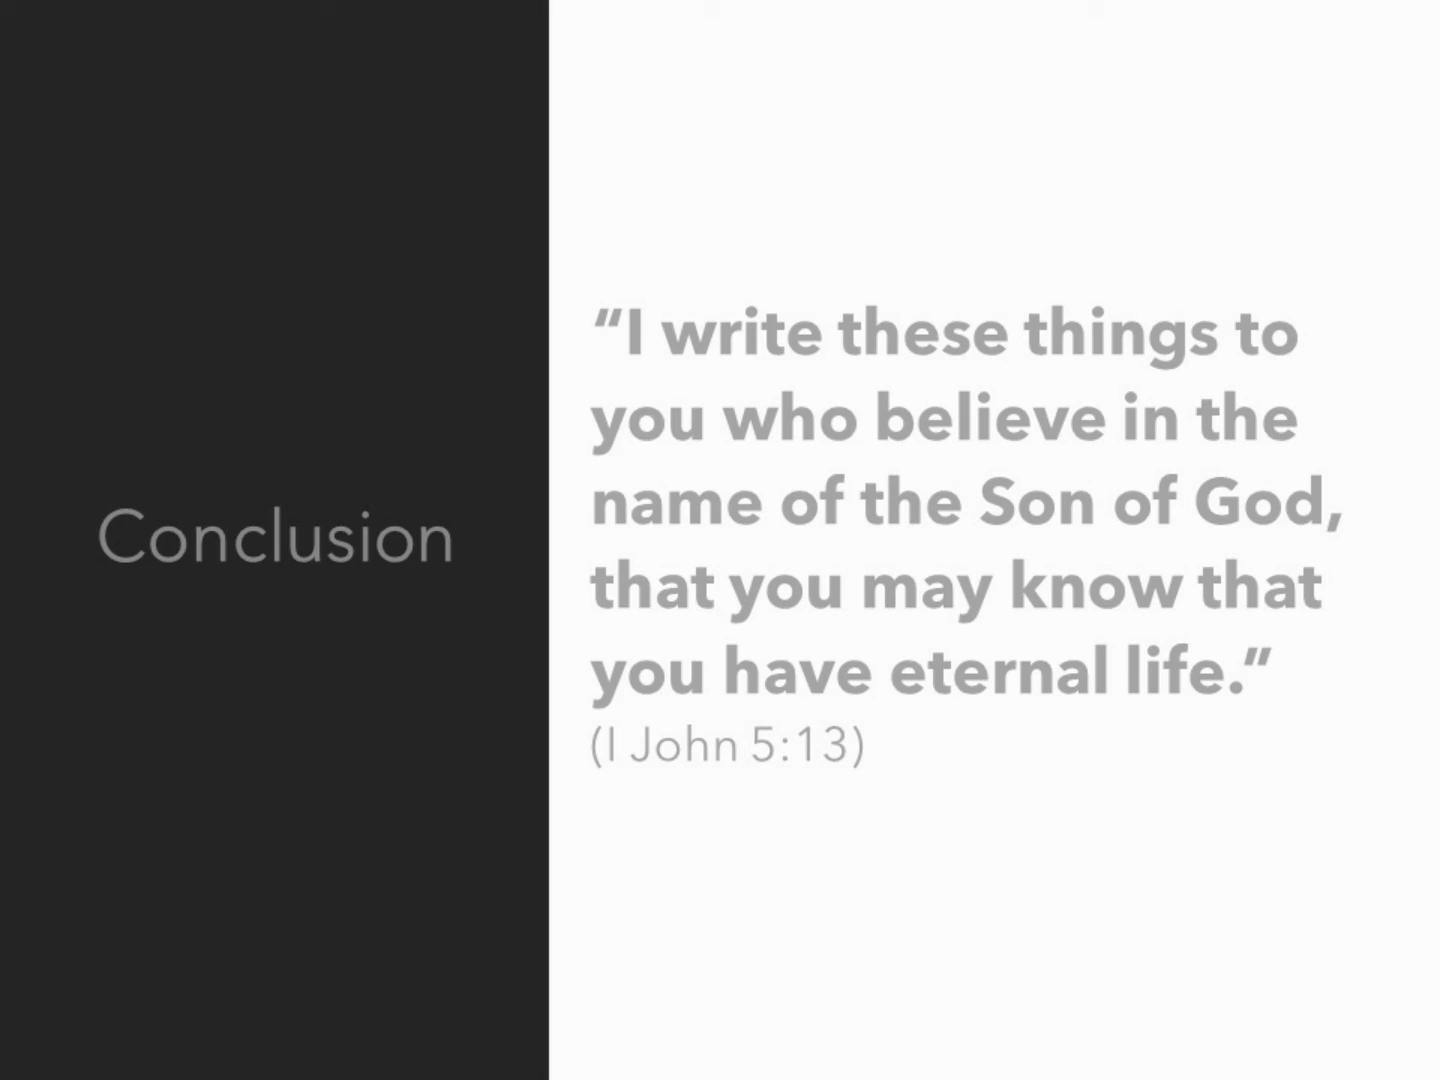 Conclusion
“I write these things to
you who believe in the
name of the Son of God,
that you may know that
you have eternal life.”
(I John 5:13)